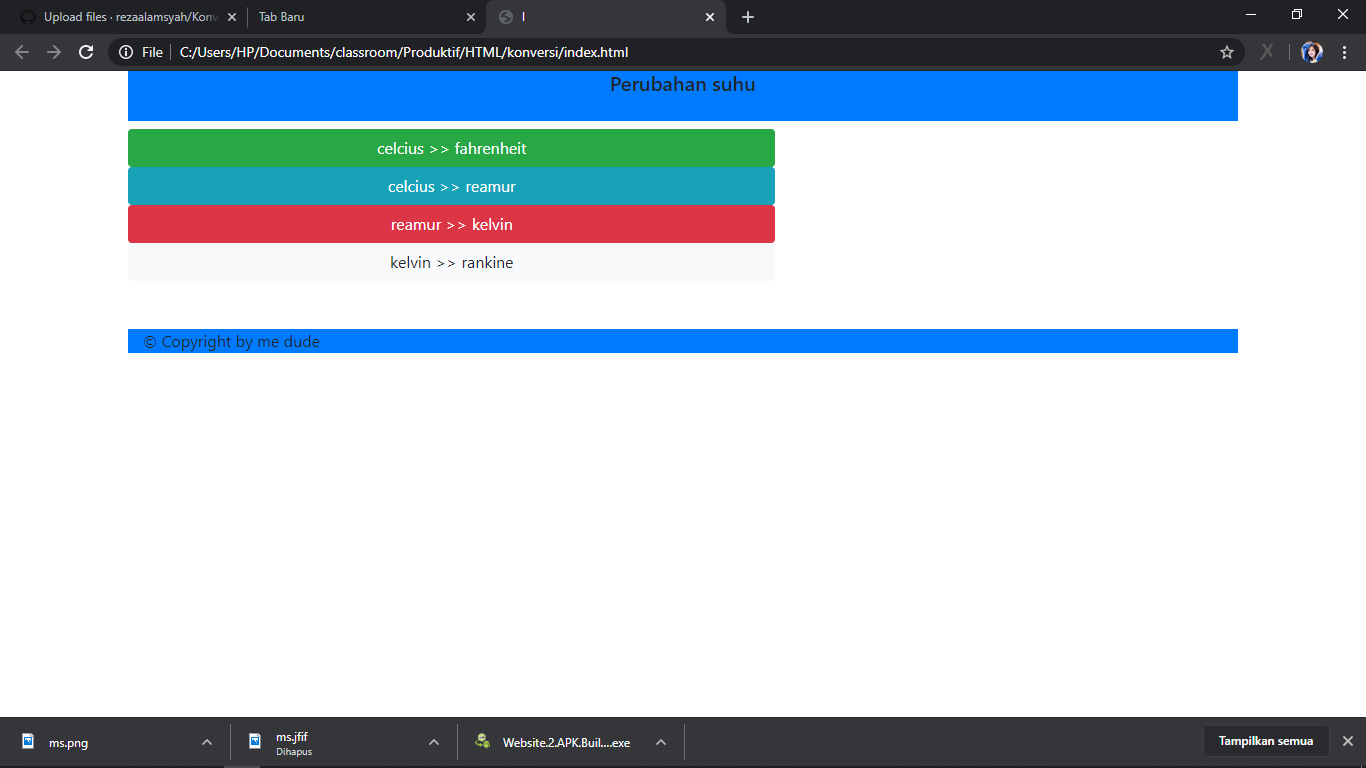 Upload files · rezaalamsyah/Konv
Tab Baru
I
File
C:/Users/HP/Documents/classroom/Produktif/HTML/konversi/index.html
Perubahan suhu
celcius >> fahrenheit
celcius >> reamur
reamur >> kelvin
kelvin >> rankine
© Copyright by me dude
ms.png
ms.jfif
Dihapus
Website.2.APK.Buil....exe
Tampilkan semua